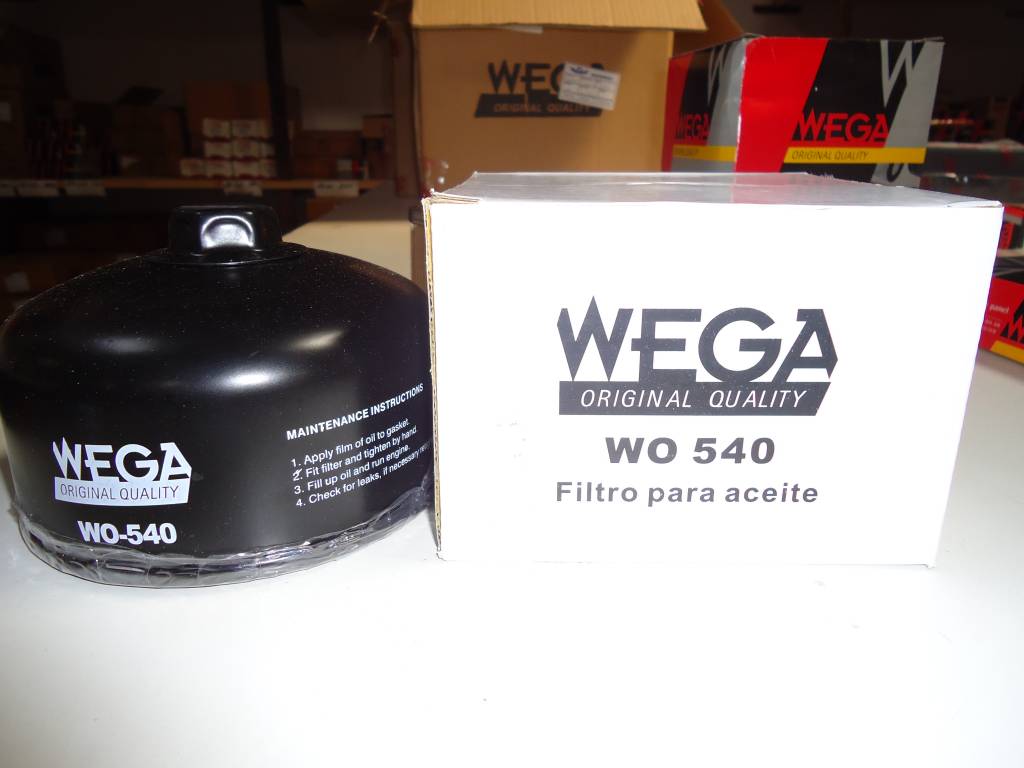 WEGA
ORIGINAL QUALITY
WEGA
WEGA
ORIGINAL QUALITY
WEGA
ORIGINAL QUALITY
WO 540
Filtro para aceite
MAINTENANCE INSTRUCTIONS
1. Apply film of oil to gasket.
2. Fit filter and tighten by hand.
3. Fill up oil and run engine.
4. Check for leaks, if necessary
WEGA
ORIGINAL QUALITY
WO-540